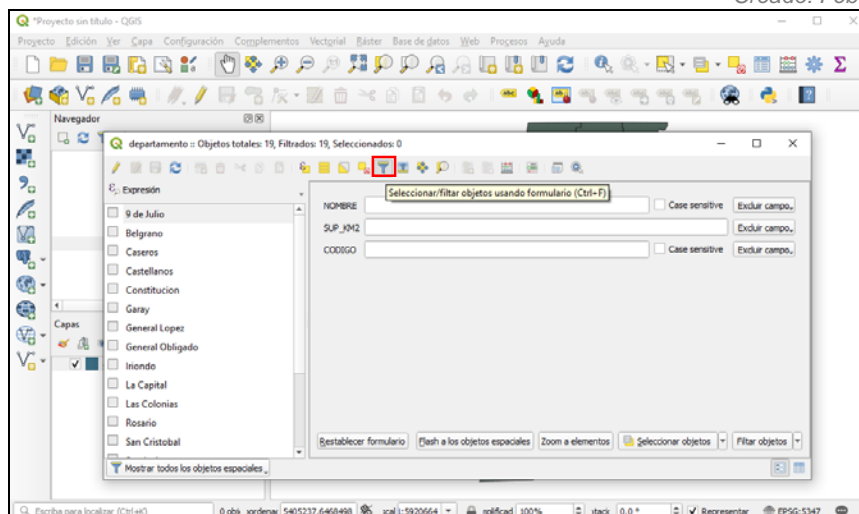 *Proyecto sin título - QGIS
Proyecto Edición Ver Capa Configuración Complementos Vectorial Ráster Base de datos Web Procesos Ayuda
Navegador
departamento :: Objetos totales: 19, Filtrados: 19, Seleccionados: 0
Expresión
Seleccionar/filtar objetos usando formulario (Ctrl+F)
NOMBRE Case sensitive Excluir campo
9 de Julio
SUP_KM2 Excluir campo
Belgrano
CODIGO Case sensitive Excluir campo
Caseros
Castellanos
Constitucion
Garay
Capas
General Lopez
General Obligado
Iriondo
La Capital
Las Colonias
Rosario
San Cristobal
Restablecer formulario Flash a los objetos espaciales Zoom a elementos Seleccionar objetos Filtrar objetos
Mostrar todos los objetos espaciales
Escriba para localizar (Ctrl+K) 5405237,6468498 1:5920664 100% 0,0 ° Represente EPSG:5347